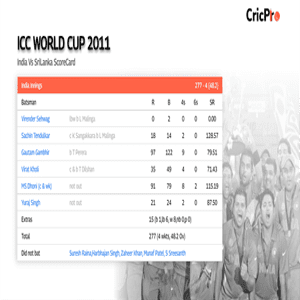 CricPro
ICC WORLD CUP 2011
India Vs SriLanka ScoreCard
India Innings 277 - 4 (48.2)
Batsman R B 4s 6s SR
Virender Sehwag lbw b L Malinga 0 2 0 0 0.00
Sachin Tendulkar c K Sangakkara b L Malinga 18 14 2 0 128.57
Gautam Gambhir b T Perera 97 122 9 0 79.51
Virat Kholi c & b T Dilshan 35 49 4 0 71.43
MS Dhoni (c & wk) not out 91 79 8 2 115.19
Yuraj Singh not out 21 24 2 0 87.50
Extras 15 (b 1,lb 6, w 8,nb 0,p 0)
Total 277 (4 wkts, 48.2 Ov)
Did not bat Suresh Raina,Harbhajan Singh, Zaheer Khan, Munaf Patel, S Sreesanth